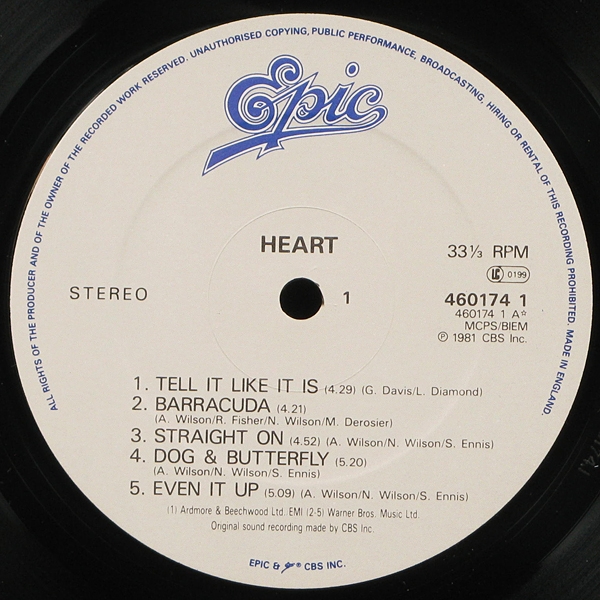 ALL RIGHTS OF THE PRODUCER AND OF THE OWNER OF THE RECORDED WORK RESERVED. UNAUTHORISED COPYING, PUBLIC PERFORMANCE, BROADCASTING, HIRING OR RENTAL OF THIS RECORDING PROHIBITED. MADE IN ENGLAND.
Epic
HEART
33⅓ RPM
LC 0199
STEREO
1
460174 1
460174 1 A☆
MCPS/BIEM
℗ 1981 CBS Inc.
1. TELL IT LIKE IT IS (4.29) (G. Davis/L. Diamond)
2. BARRACUDA (4.21)
(A. Wilson/R. Fisher/N. Wilson/M. Derosier)
3. STRAIGHT ON (4.52) (A. Wilson/N. Wilson/S. Ennis)
4. DOG & BUTTERFLY (5.20)
(A. Wilson/N. Wilson/S. Ennis)
5. EVEN IT UP (5.09) (A. Wilson/N. Wilson/S. Ennis)
(1) Ardmore & Beechwood Ltd. EMI (2-5) Warner Bros. Music Ltd.
Original sound recording made by CBS Inc.
EPIC & ® CBS INC.